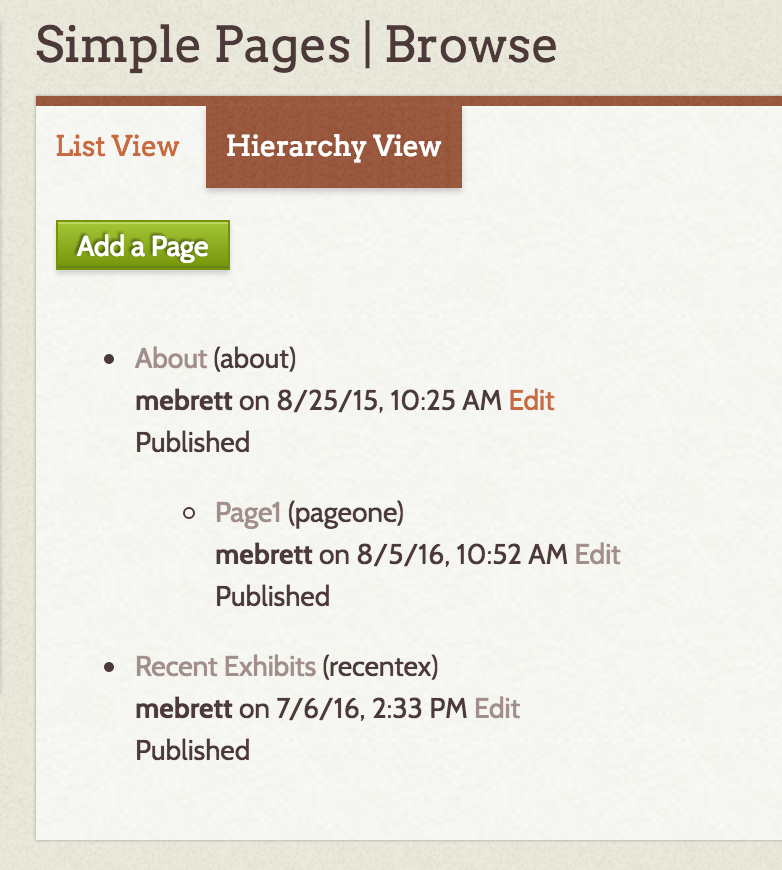 Simple Pages | Browse
List View
Hierarchy View
Add a Page
About (about)
mebrett on 8/25/15, 10:25 AM Edit
Published
Page1 (pageone)
mebrett on 8/5/16, 10:52 AM Edit
Published
Recent Exhibits (recentex)
mebrett on 7/6/16, 2:33 PM Edit
Published